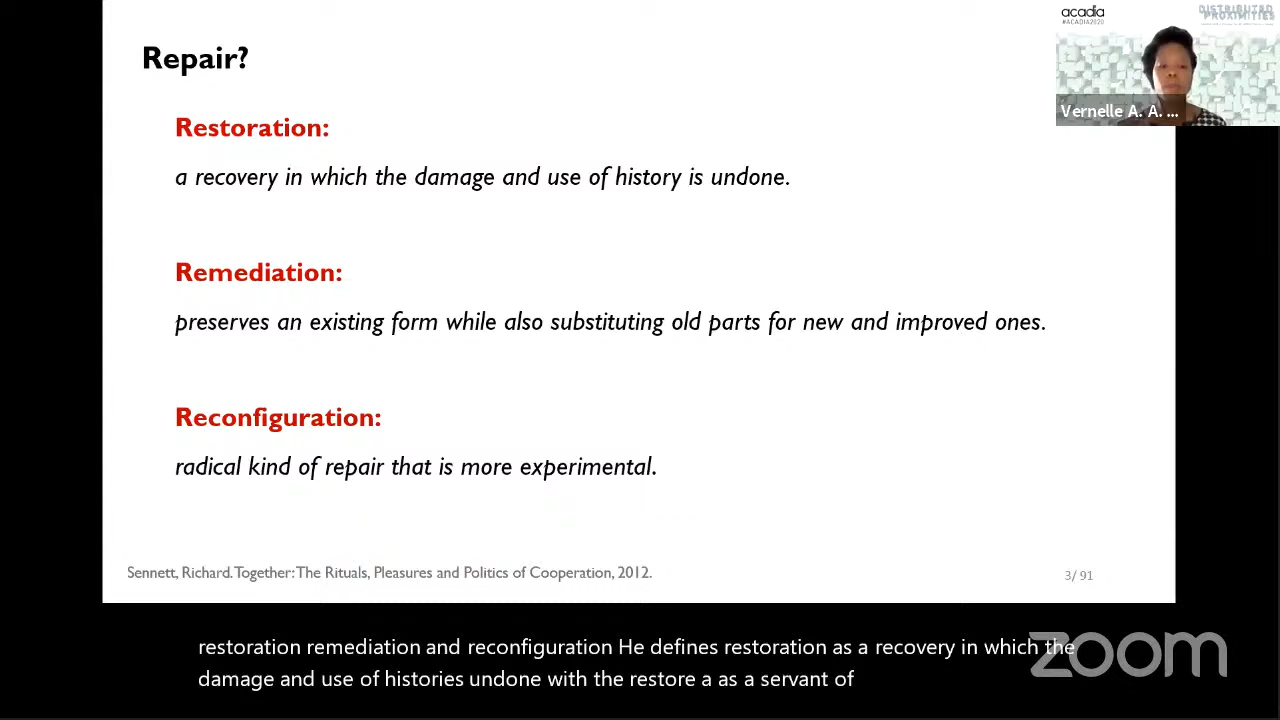 acadia
#ACADIA2020
DISTRIBUTED
PROXIMITIES
Repair?
Restoration:
a recovery in which the damage and use of history is undone.
Vernelle A. A. ...
Remediation:
preserves an existing form while also substituting old parts for new and improved ones.
Reconfiguration:
radical kind of repair that is more experimental.
Sennett, Richard. Together: The Rituals, Pleasures and Politics of Cooperation, 2012.
3/ 91
restoration remediation and reconfiguration He defines restoration as a recovery in which the
damage and use of histories undone with the restore a as a servant of
zoom